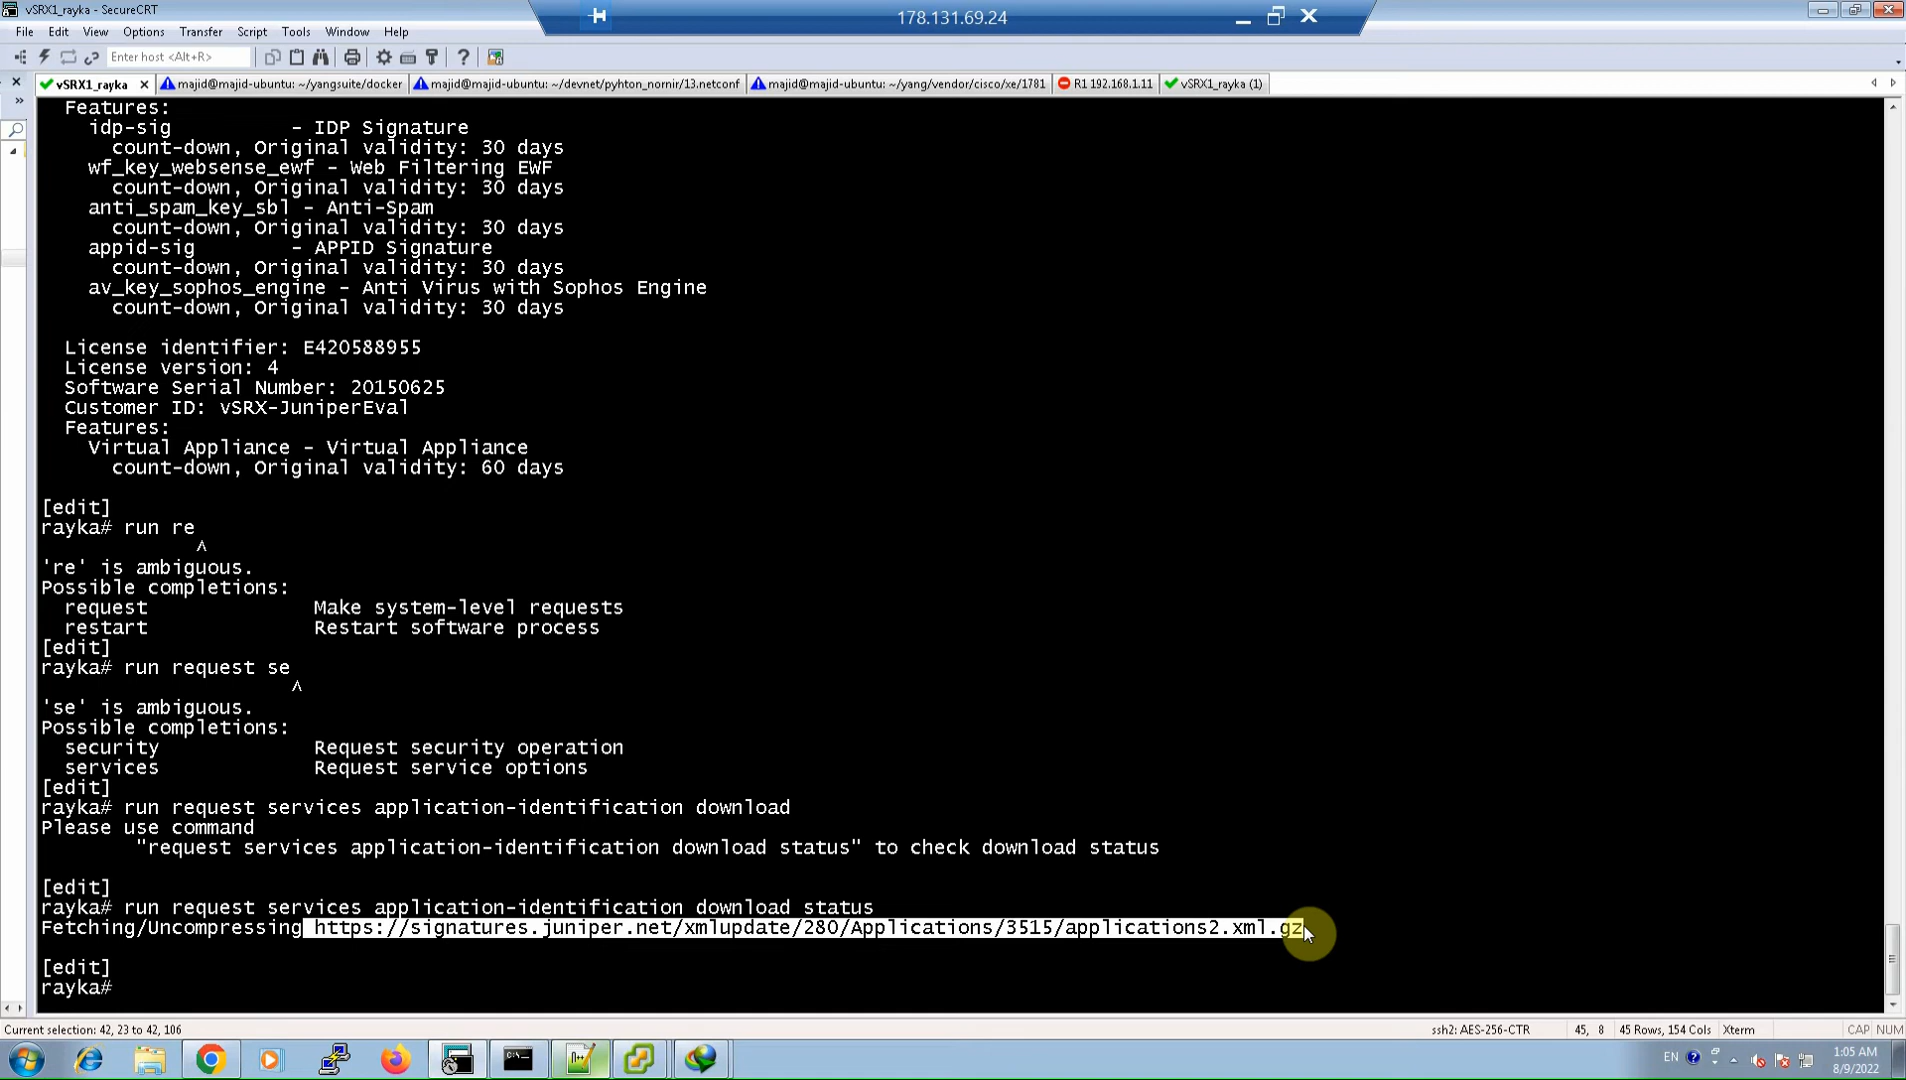 vSRX1_rayka - SecureCRT
178.131.69.24
File Edit View Options Transfer Script Tools Window Help
Enter host <Alt+R>
vSRX1_rayka
majid@majid-ubuntu: ~/yangsuite/docker
majid@majid-ubuntu: ~/devnet/pyhton_nornir/13.netconf
majid@majid-ubuntu: ~/yang/vendor/cisco/xe/1781
R1 192.168.1.11
vSRX1_rayka (1)
Features:
idp-sig          - IDP Signature
count-down, Original validity: 30 days
wf_key_websense_ewf - Web Filtering EWF
count-down, Original validity: 30 days
anti_spam_key_sbl - Anti-Spam
count-down, Original validity: 30 days
appid-sig        - APPID Signature
count-down, Original validity: 30 days
av_key_sophos_engine - Anti Virus with Sophos Engine
count-down, Original validity: 30 days
License identifier: E420588955
License version: 4
Software Serial Number: 20150625
Customer ID: vSRX-JuniperEval
Features:
Virtual Appliance - Virtual Appliance
count-down, Original validity: 60 days
[edit]
rayka# run re
^
're' is ambiguous.
Possible completions:
request              Make system-level requests
restart              Restart software process
[edit]
rayka# run request se
^
'se' is ambiguous.
Possible completions:
security             Request security operation
services             Request service options
[edit]
rayka# run request services application-identification download
Please use command
"request services application-identification download status" to check download status
[edit]
rayka# run request services application-identification download status
Fetching/Uncompressing https://signatures.juniper.net/xmlupdate/280/Applications/3515/applications2.xml.gz
[edit]
rayka#
Current selection: 42, 23 to 42, 106
ssh2: AES-256-CTR 45, 8 45 Rows, 154 Cols Xterm CAP NUM
EN
1:05 AM
8/9/2022